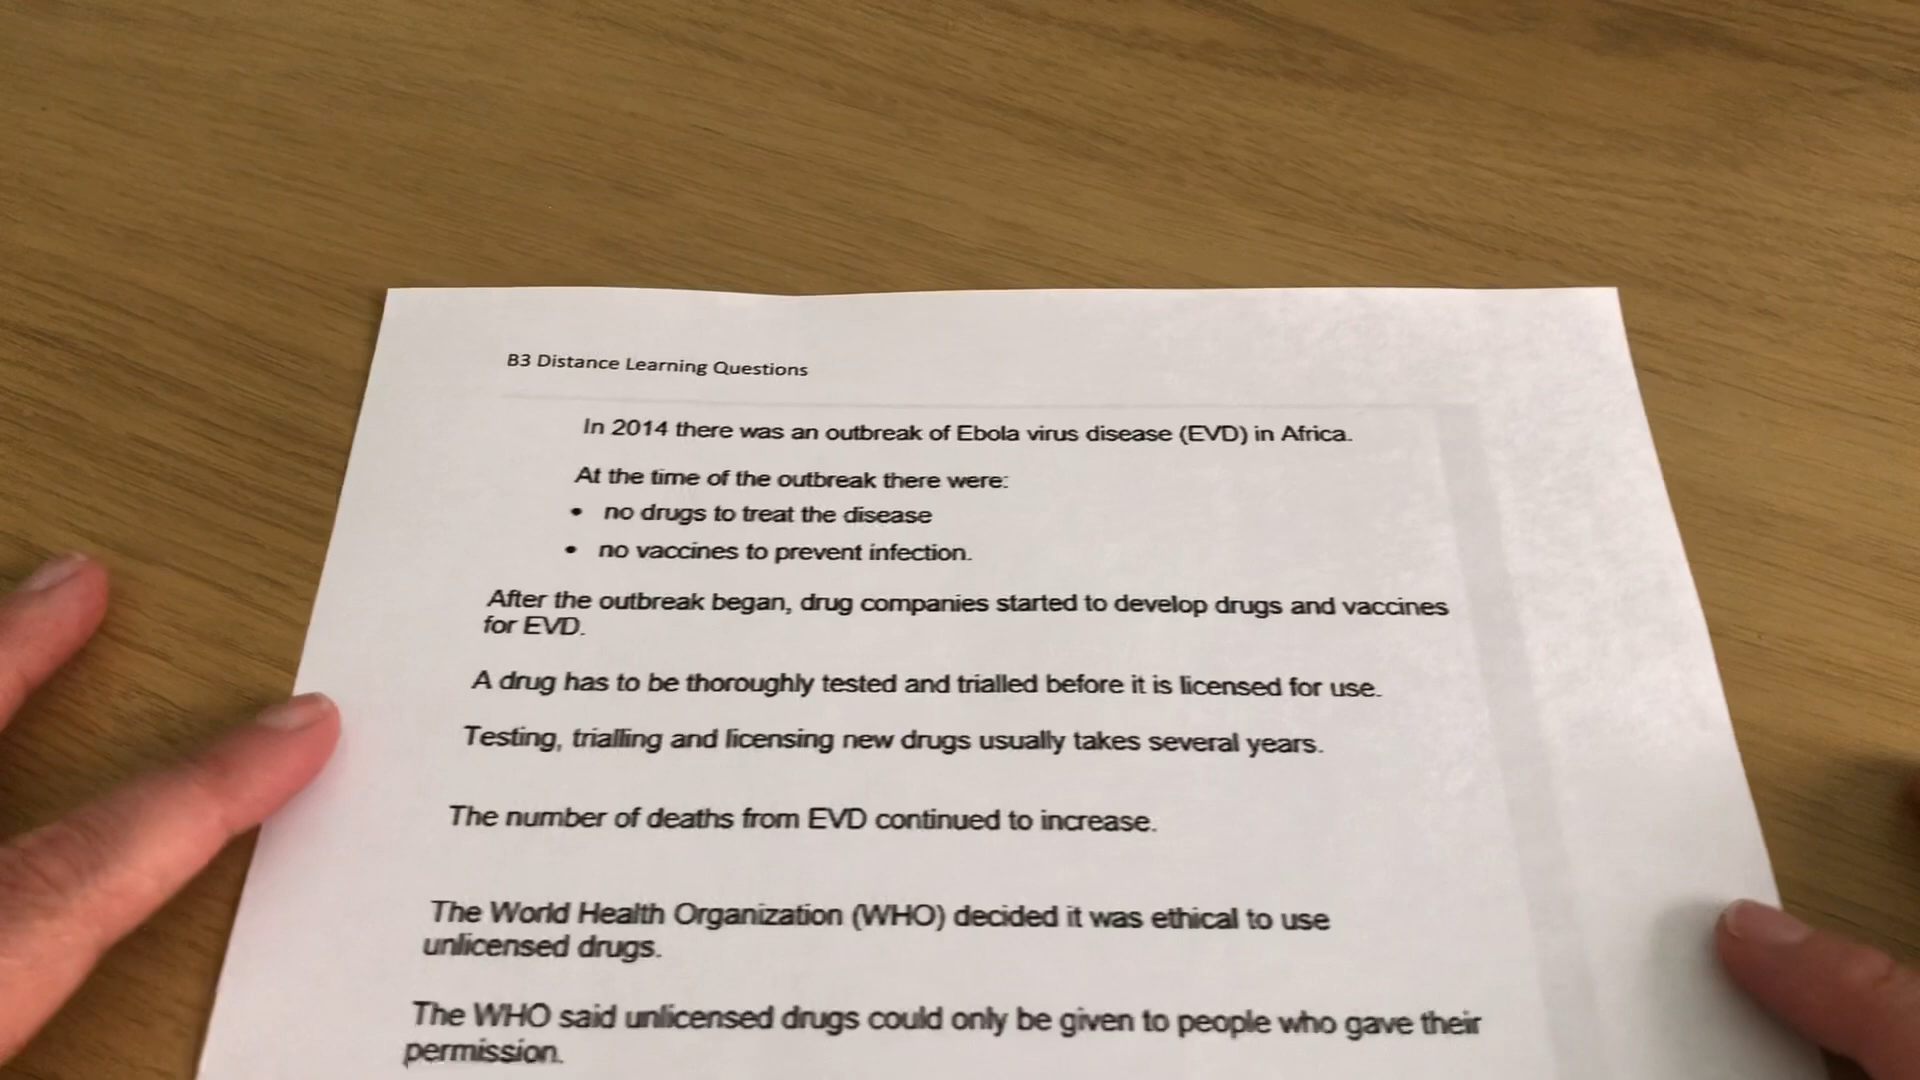 B3 Distance Learning Questions
In 2014 there was an outbreak of Ebola virus disease (EVD) in Africa.
At the time of the outbreak there were:
• no drugs to treat the disease
• no vaccines to prevent infection.
After the outbreak began, drug companies started to develop drugs and vaccines
for EVD.
A drug has to be thoroughly tested and trialled before it is licensed for use.
Testing, trialling and licensing new drugs usually takes several years.
The number of deaths from EVD continued to increase.
The World Health Organization (WHO) decided it was ethical to use
unlicensed drugs.
The WHO said unlicensed drugs could only be given to people who gave their
permission.